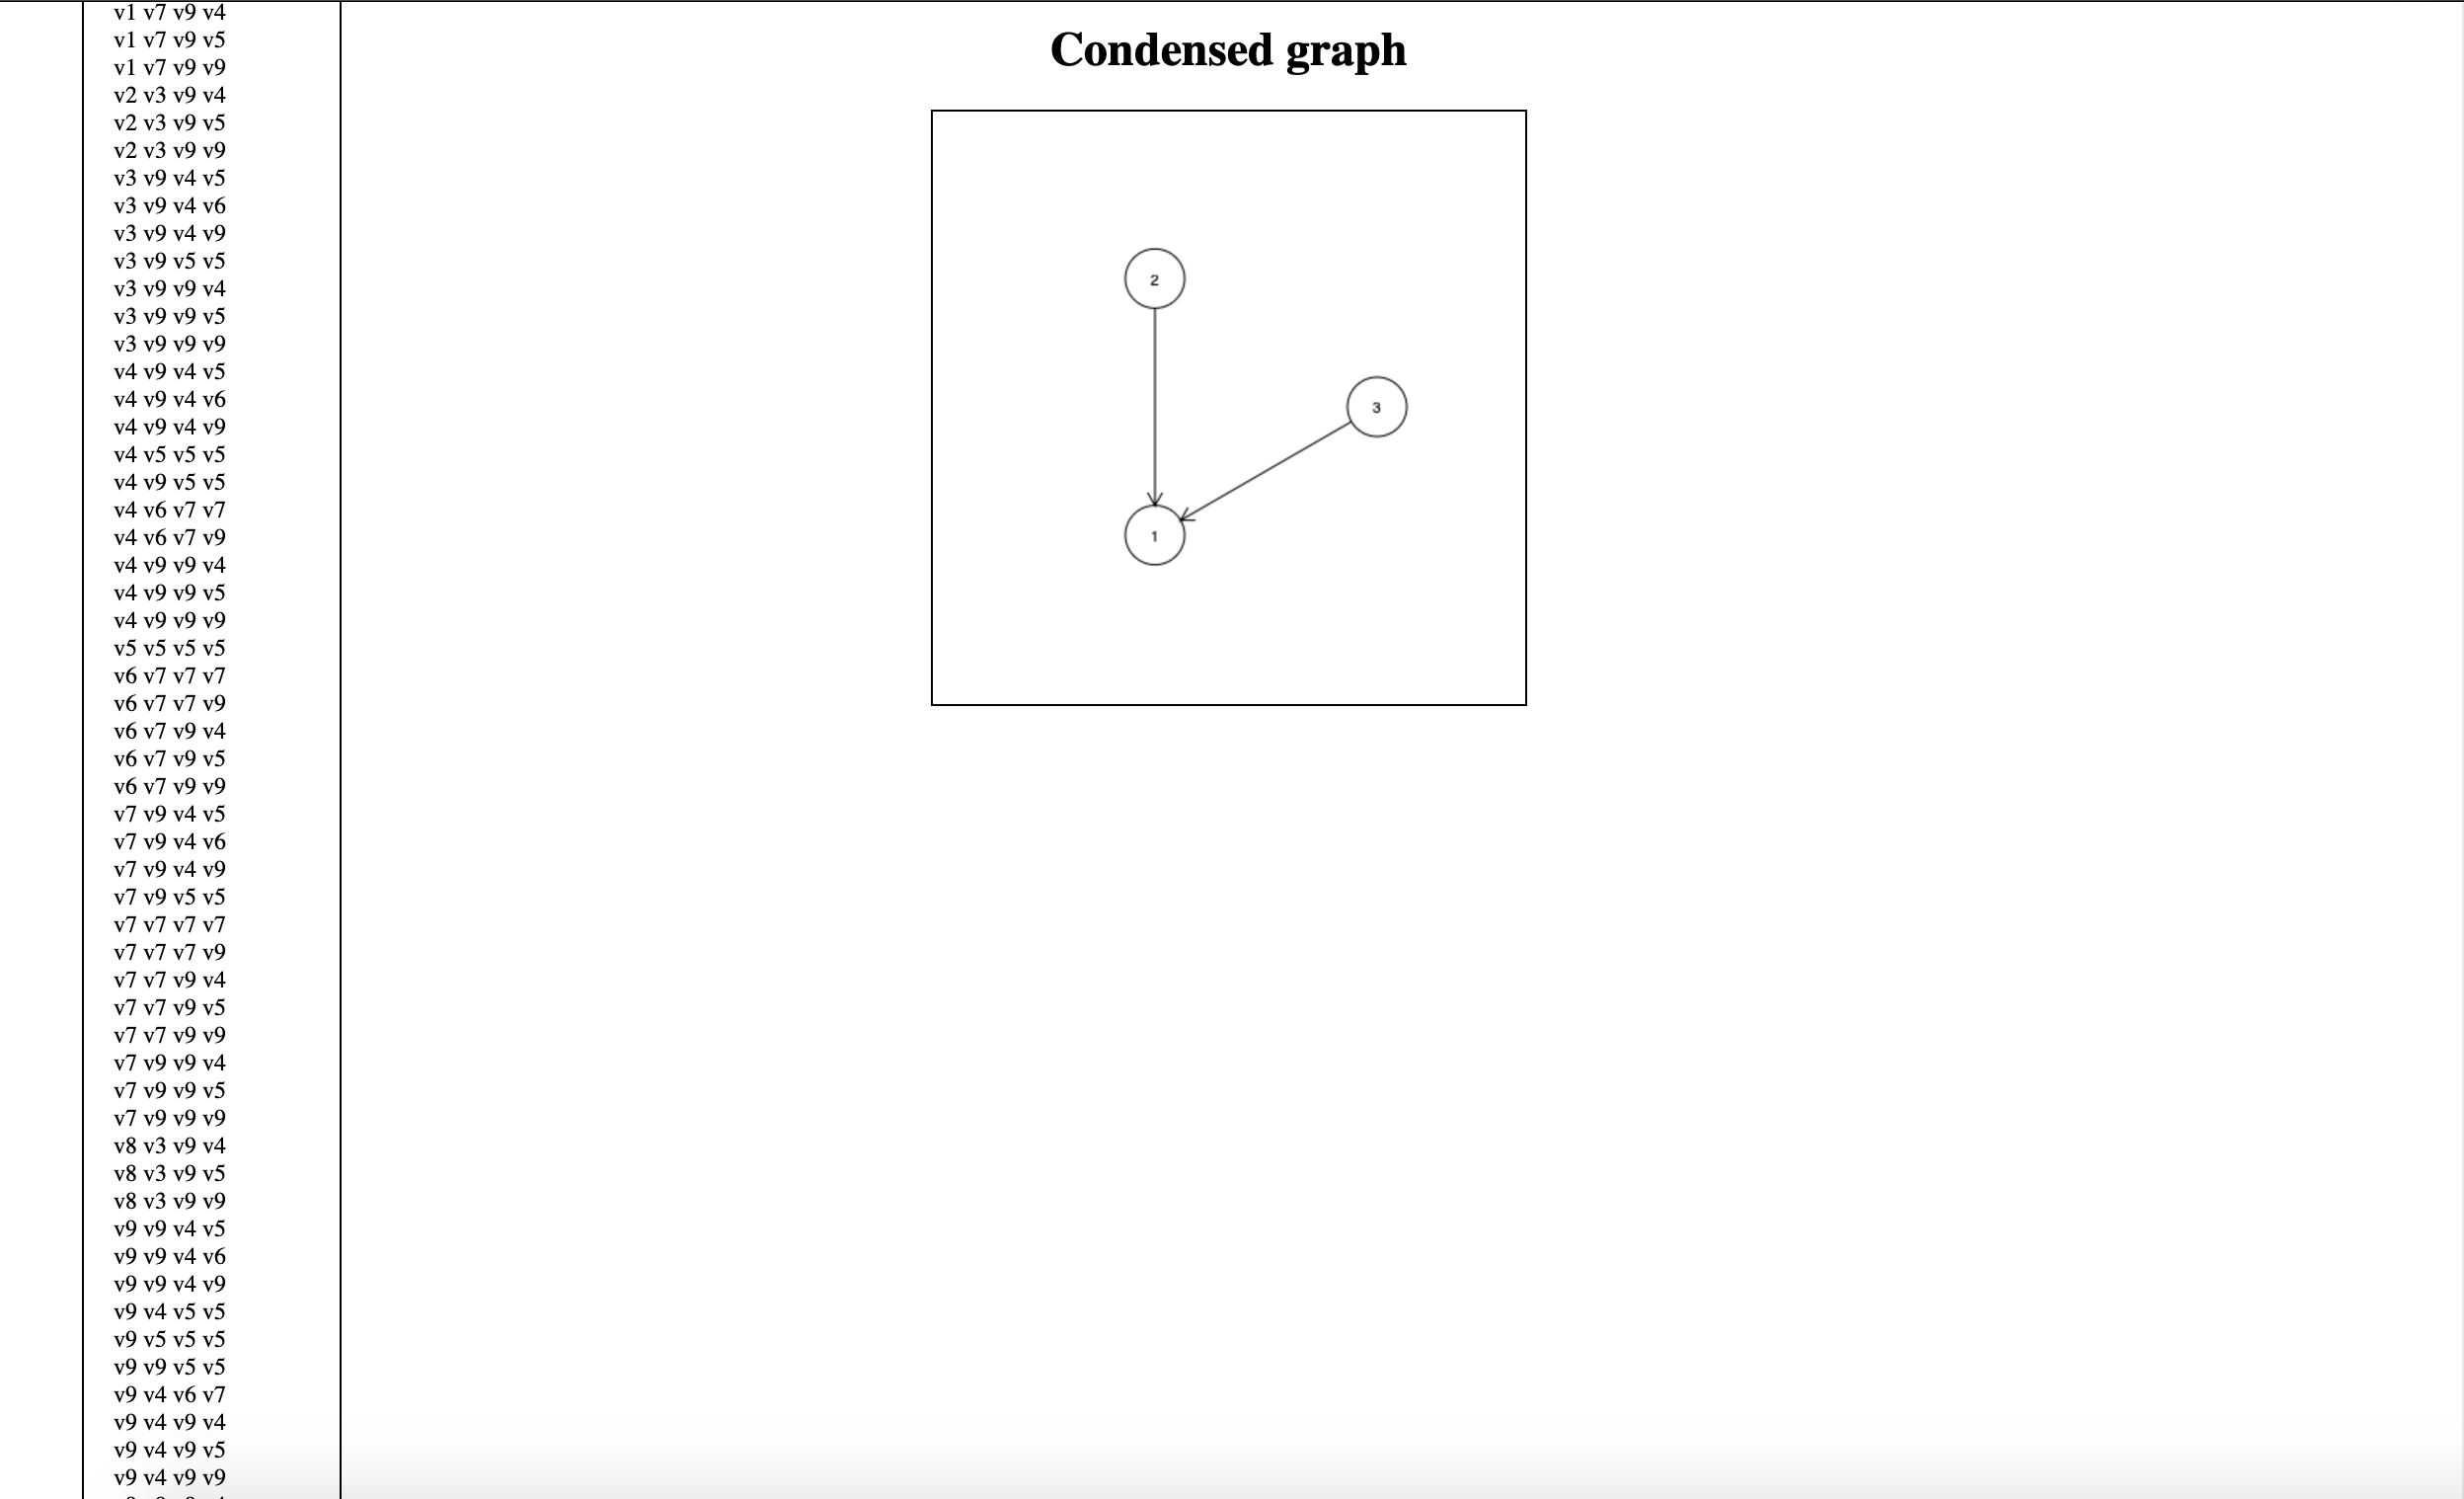 v1 v7 v9 v4
v1 v7 v9 v5
v1 v7 v9 v9
v2 v3 v9 v4
v2 v3 v9 v5
v2 v3 v9 v9
v3 v9 v4 v5
v3 v9 v4 v6
v3 v9 v4 v9
v3 v9 v5 v5
v3 v9 v9 v4
v3 v9 v9 v5
v3 v9 v9 v9
v4 v9 v4 v5
v4 v9 v4 v6
v4 v9 v4 v9
v4 v5 v5 v5
v4 v9 v5 v5
v4 v6 v7 v7
v4 v6 v7 v9
v4 v9 v9 v4
v4 v9 v9 v5
v4 v9 v9 v9
v5 v5 v5 v5
v6 v7 v7 v7
v6 v7 v7 v9
v6 v7 v9 v4
v6 v7 v9 v5
v6 v7 v9 v9
v7 v9 v4 v5
v7 v9 v4 v6
v7 v9 v4 v9
v7 v9 v5 v5
v7 v7 v7 v7
v7 v7 v7 v9
v7 v7 v9 v4
v7 v7 v9 v5
v7 v7 v9 v9
v7 v9 v9 v4
v7 v9 v9 v5
v7 v9 v9 v9
v8 v3 v9 v4
v8 v3 v9 v5
v8 v3 v9 v9
v9 v9 v4 v5
v9 v9 v4 v6
v9 v9 v4 v9
v9 v4 v5 v5
v9 v5 v5 v5
v9 v9 v5 v5
v9 v4 v6 v7
v9 v4 v9 v4
v9 v4 v9 v5
v9 v4 v9 v9
Condensed graph
2
3
1